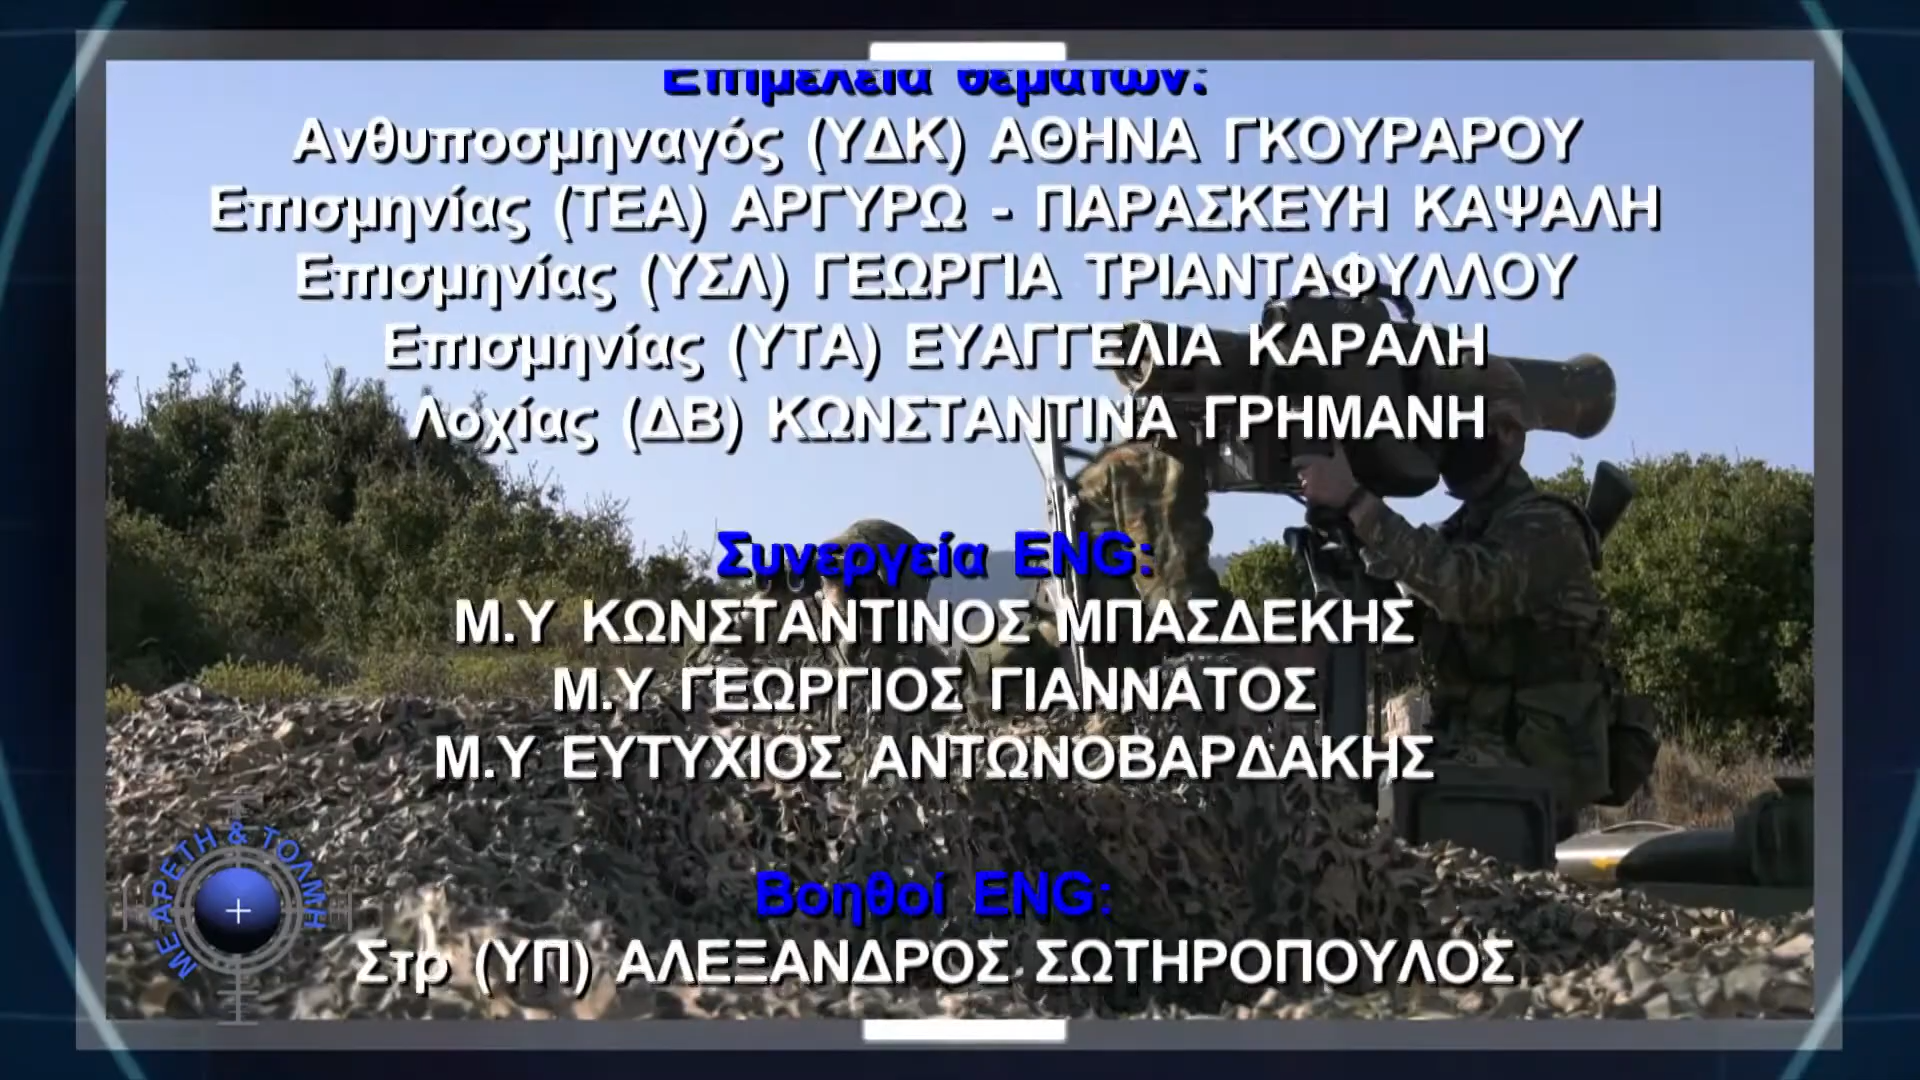 Επιμέλεια θεμάτων:
Ανθυποσμηναγός (ΥΔΚ) ΑΘΗΝΑ ΓΚΟΥΡΑΡΟΥ
Επισμηνίας (ΤΕΑ) ΑΡΓΥΡΩ - ΠΑΡΑΣΚΕΥΗ ΚΑΨΑΛΗ
Επισμηνίας (ΥΣΛ) ΓΕΩΡΓΙΑ ΤΡΙΑΝΤΑΦΥΛΛΟΥ
Επισμηνίας (ΥΤΑ) ΕΥΑΓΓΕΛΙΑ ΚΑΡΑΛΗ
Λοχίας (ΔΒ) ΚΩΝΣΤΑΝΤΙΝΑ ΓΡΗΜΑΝΗ
Συνεργεία ENG:
Μ.Υ ΚΩΝΣΤΑΝΤΙΝΟΣ ΜΠΑΣΔΕΚΗΣ
Μ.Υ ΓΕΩΡΓΙΟΣ ΓΙΑΝΝΑΤΟΣ
Μ.Υ ΕΥΤΥΧΙΟΣ ΑΝΤΩΝΟΒΑΡΔΑΚΗΣ
Βοηθοί ENG:
Στρ (ΥΠ) ΑΛΕΞΑΝΔΡΟΣ ΣΩΤΗΡΟΠΟΥΛΟΣ
ΜΕ ΑΡΕΤΗ & ΤΟΛΜΗ